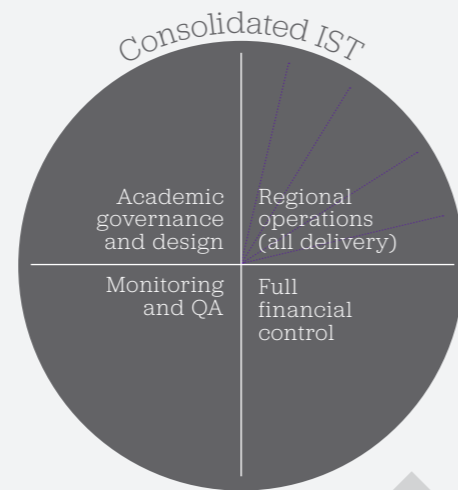 Consolidated IST
Academic
governance
and design
Regional
operations
(all delivery)
Monitoring
and QA
Full
financial
control